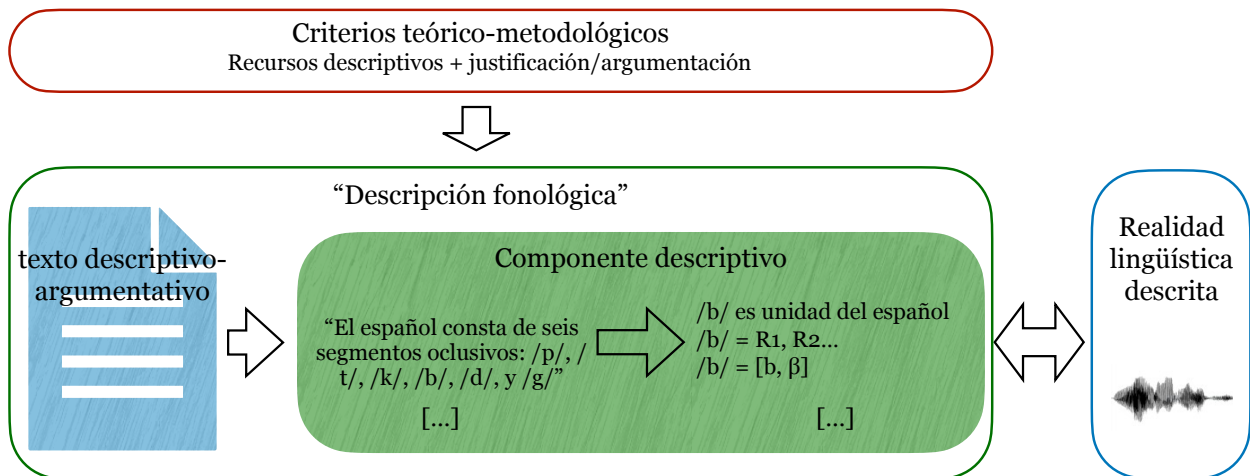 Criterios teórico-metodológicos
Recursos descriptivos + justificación/argumentación
“Descripción fonológica”
texto descriptivo-
argumentativo
Componente descriptivo
“El español consta de seis
segmentos oclusivos: /p/, /
t/, /k/, /b/, /d/, y /g/”
[...]
/b/ es unidad del español
/b/ = R1, R2...
/b/ = [b, β]
[...]
Realidad
lingüística
descrita